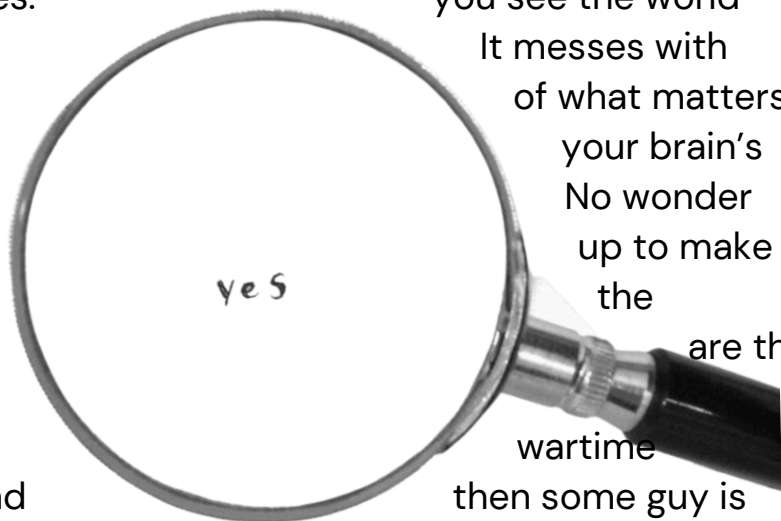 es.
you see the world
It messes with
of what matters
your brain's
No wonder
yes
up to make
the
are th
wartime
nd
then some guy is